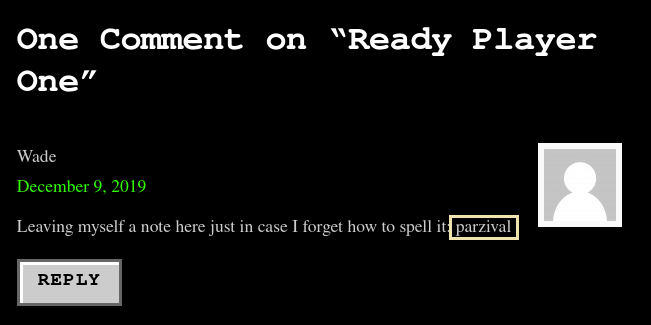 One Comment on “Ready Player
One”
Wade
December 9, 2019
Leaving myself a note here just in case I forget how to spell it: parzival
REPLY